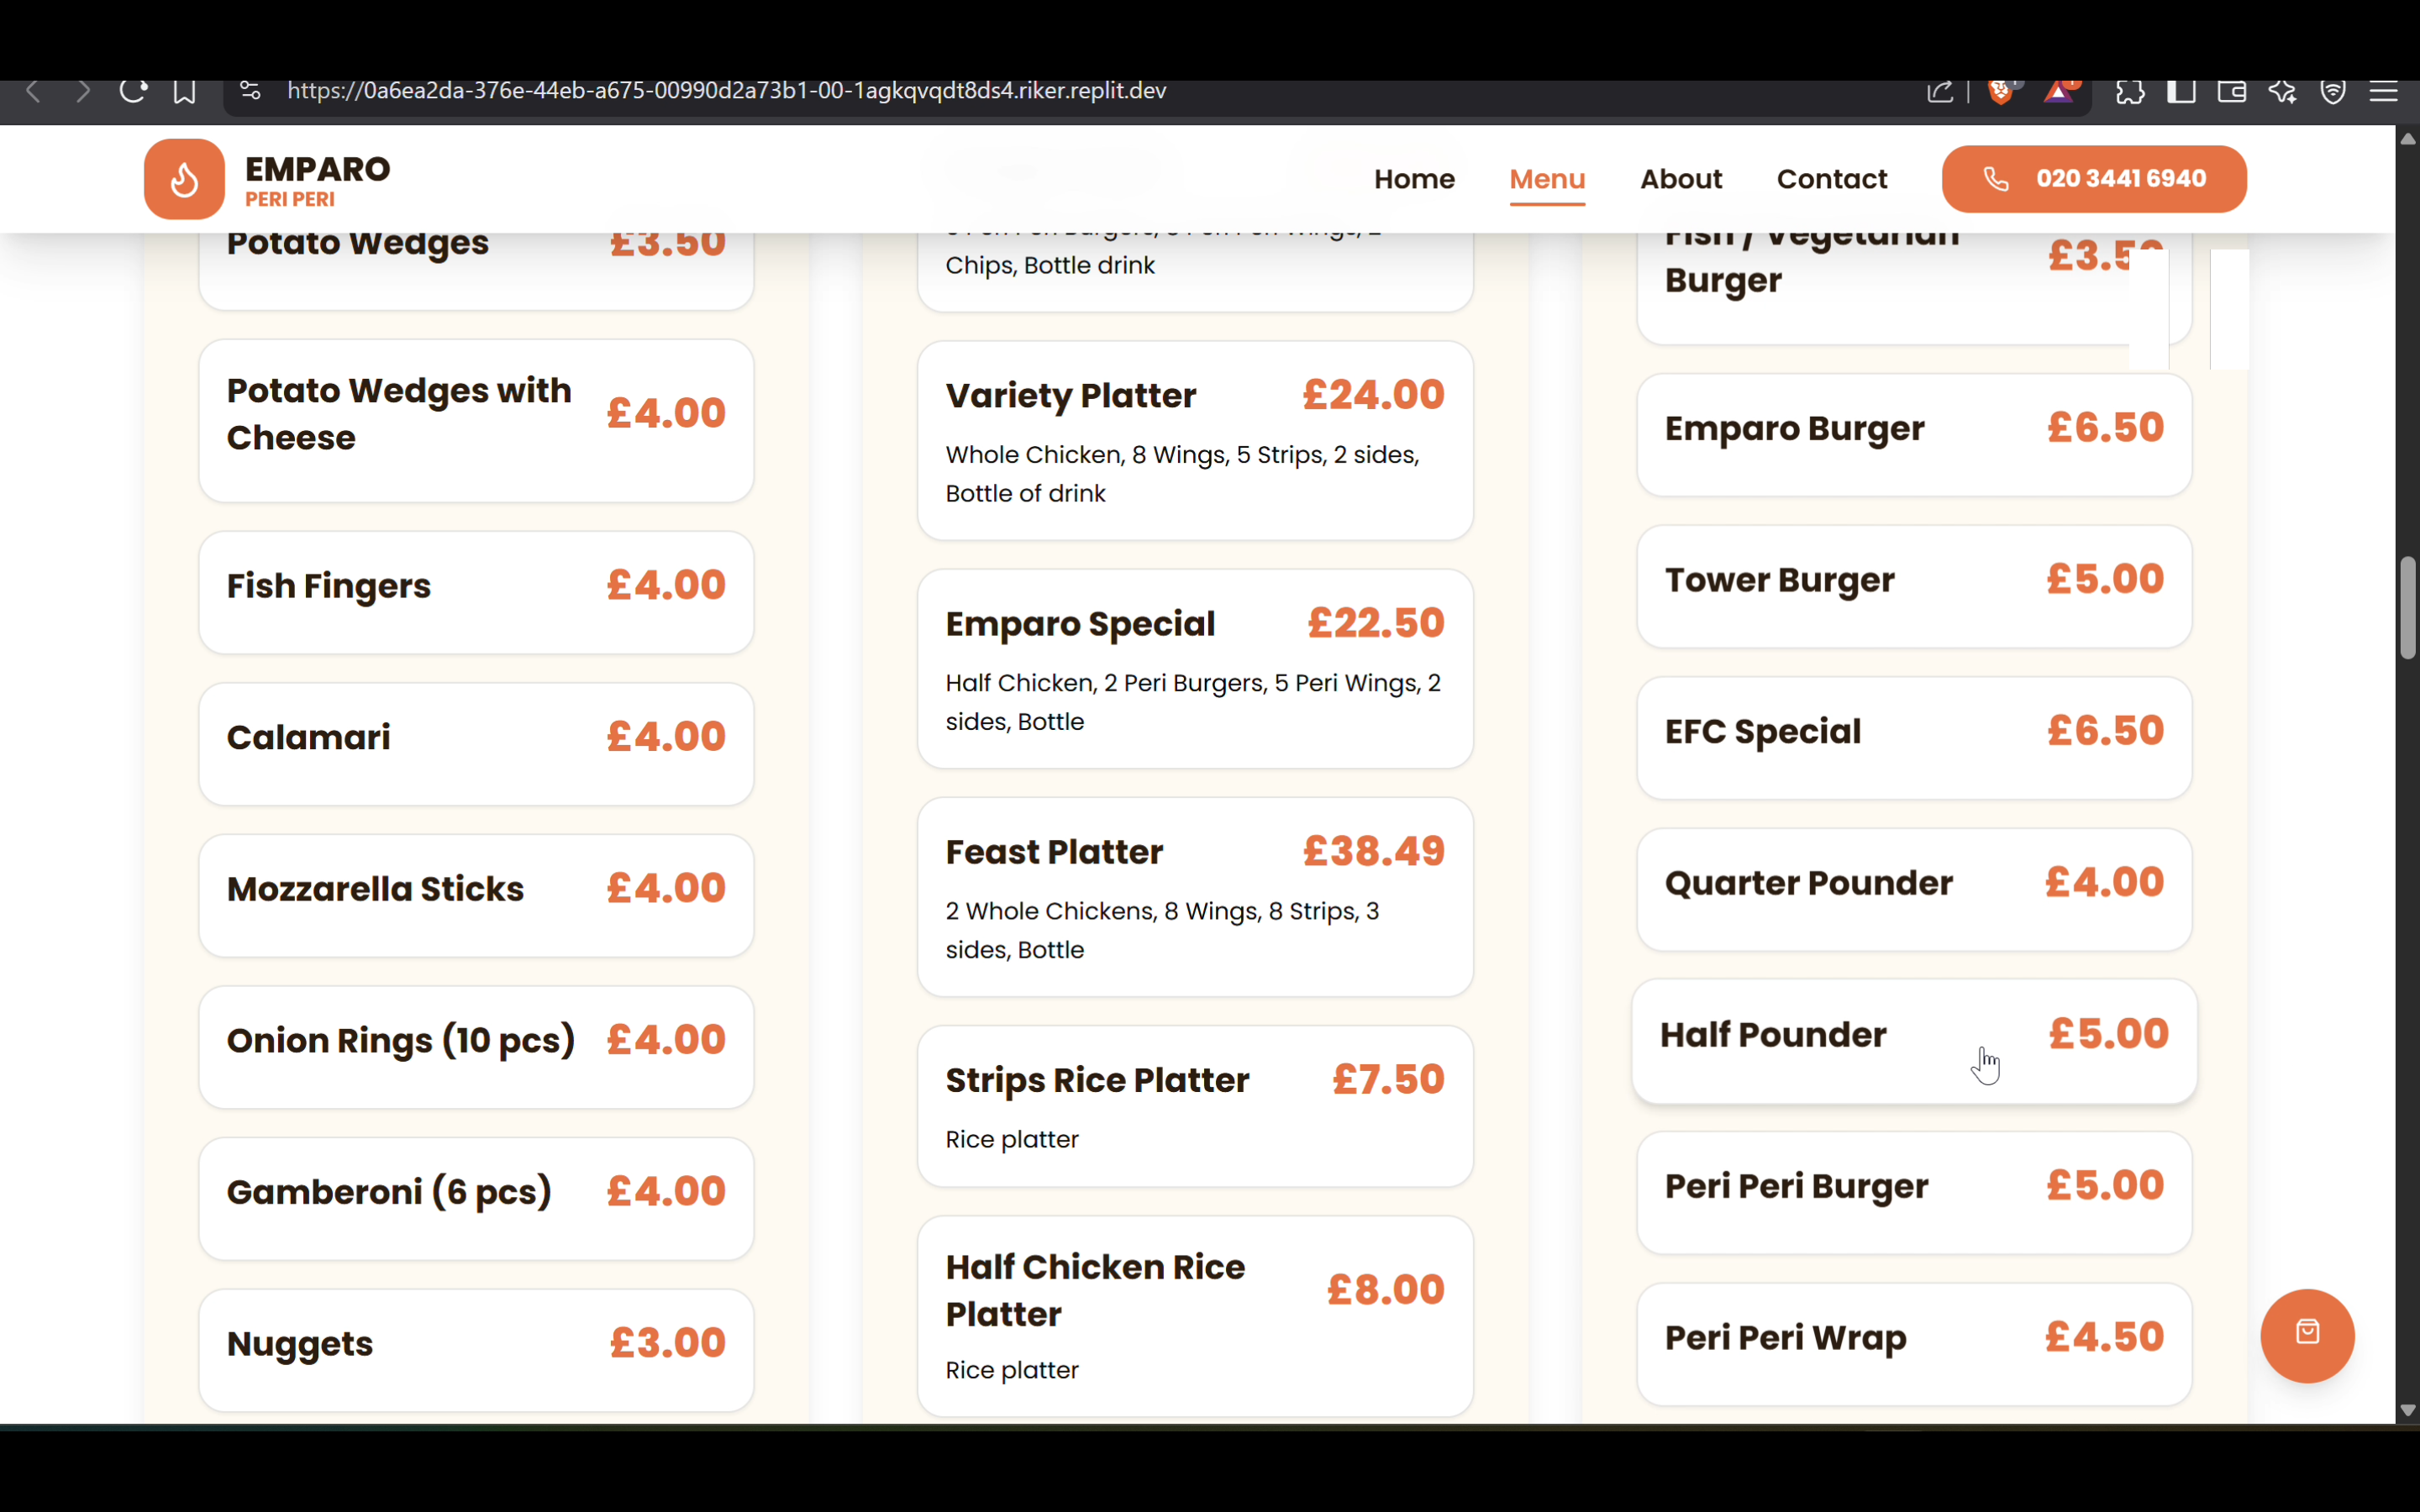 https://0a6ea2da-376e-44eb-a675-00990d2a73b1-00-1agkqvqdt8ds4.riker.replit.dev
EMPARO
PERI PERI
Home
Menu
About
Contact
020 3441 6940
Potato Wedges £3.50
Potato Wedges with
Cheese
£4.00
Fish Fingers £4.00
Calamari £4.00
Mozzarella Sticks £4.00
Onion Rings (10 pcs) £4.00
Gamberoni (6 pcs) £4.00
Nuggets £3.00
Chips, Bottle drink
Variety Platter £24.00
Whole Chicken, 8 Wings, 5 Strips, 2 sides,
Bottle of drink
Emparo Special £22.50
Half Chicken, 2 Peri Burgers, 5 Peri Wings, 2
sides, Bottle
Feast Platter £38.49
2 Whole Chickens, 8 Wings, 8 Strips, 3
sides, Bottle
Strips Rice Platter £7.50
Rice platter
Half Chicken Rice
Platter
£8.00
Rice platter
Fish / Vegetarian
Burger
Emparo Burger £6.50
Tower Burger £5.00
EFC Special £6.50
Quarter Pounder £4.00
Half Pounder £5.00
Peri Peri Burger £5.00
Peri Peri Wrap £4.50